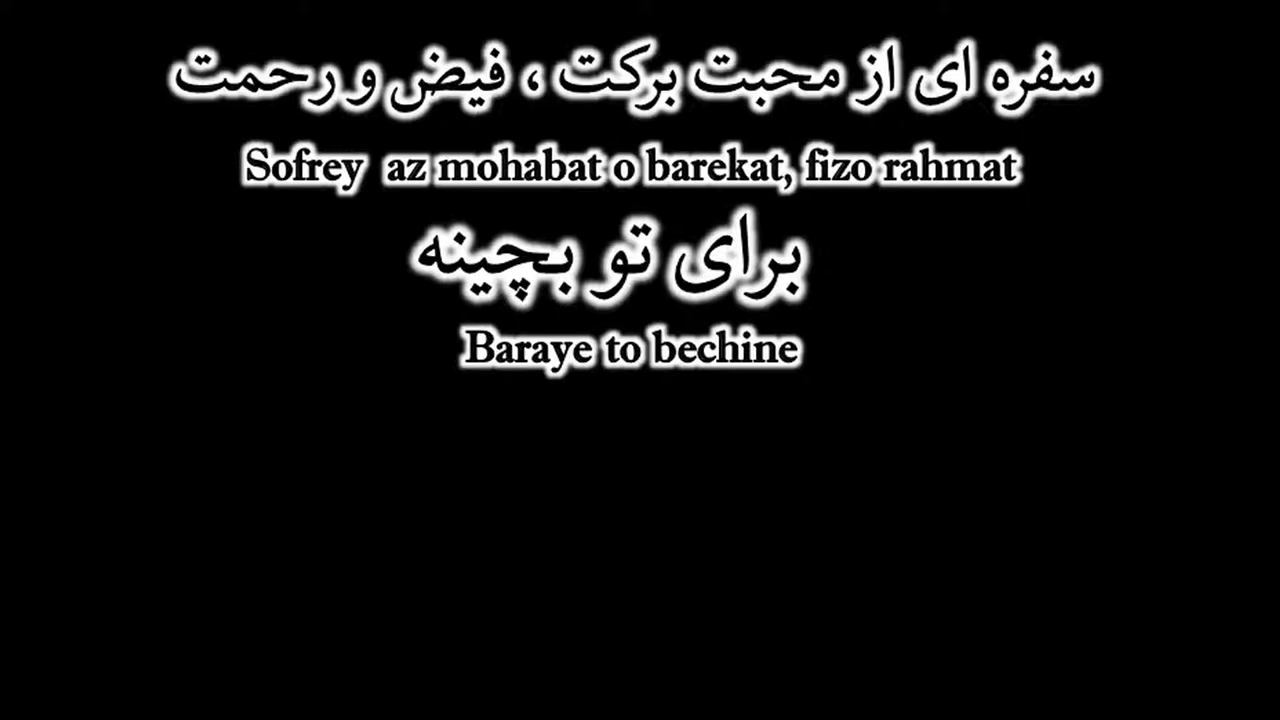 سفره ای از محبت برکت ، فیض و رحمت
Sofrey az mohabat o barekat, fizo rahmat
برای تو بچینه
Baraye to bechine